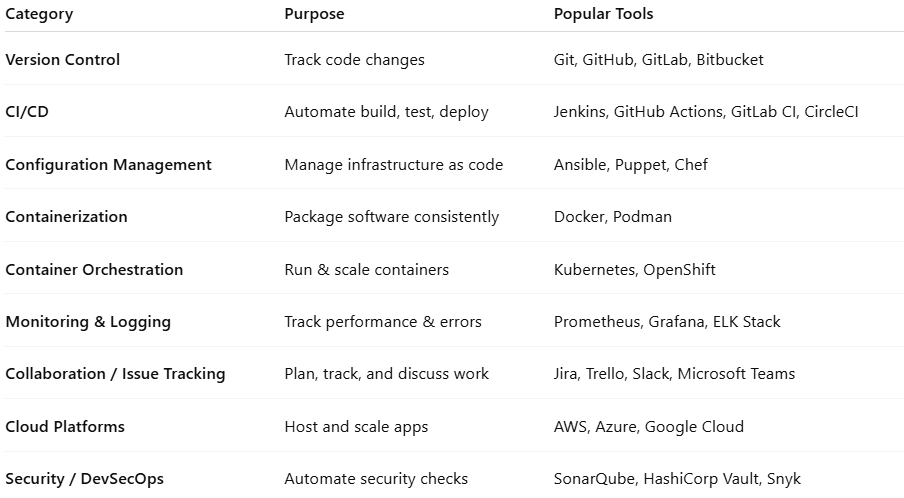 Category Purpose Popular Tools
Version Control Track code changes Git, GitHub, GitLab, Bitbucket
CI/CD Automate build, test, deploy Jenkins, GitHub Actions, GitLab CI, CircleCI
Configuration Management Manage infrastructure as code Ansible, Puppet, Chef
Containerization Package software consistently Docker, Podman
Container Orchestration Run & scale containers Kubernetes, OpenShift
Monitoring & Logging Track performance & errors Prometheus, Grafana, ELK Stack
Collaboration / Issue Tracking Plan, track, and discuss work Jira, Trello, Slack, Microsoft Teams
Cloud Platforms Host and scale apps AWS, Azure, Google Cloud
Security / DevSecOps Automate security checks SonarQube, HashiCorp Vault, Snyk